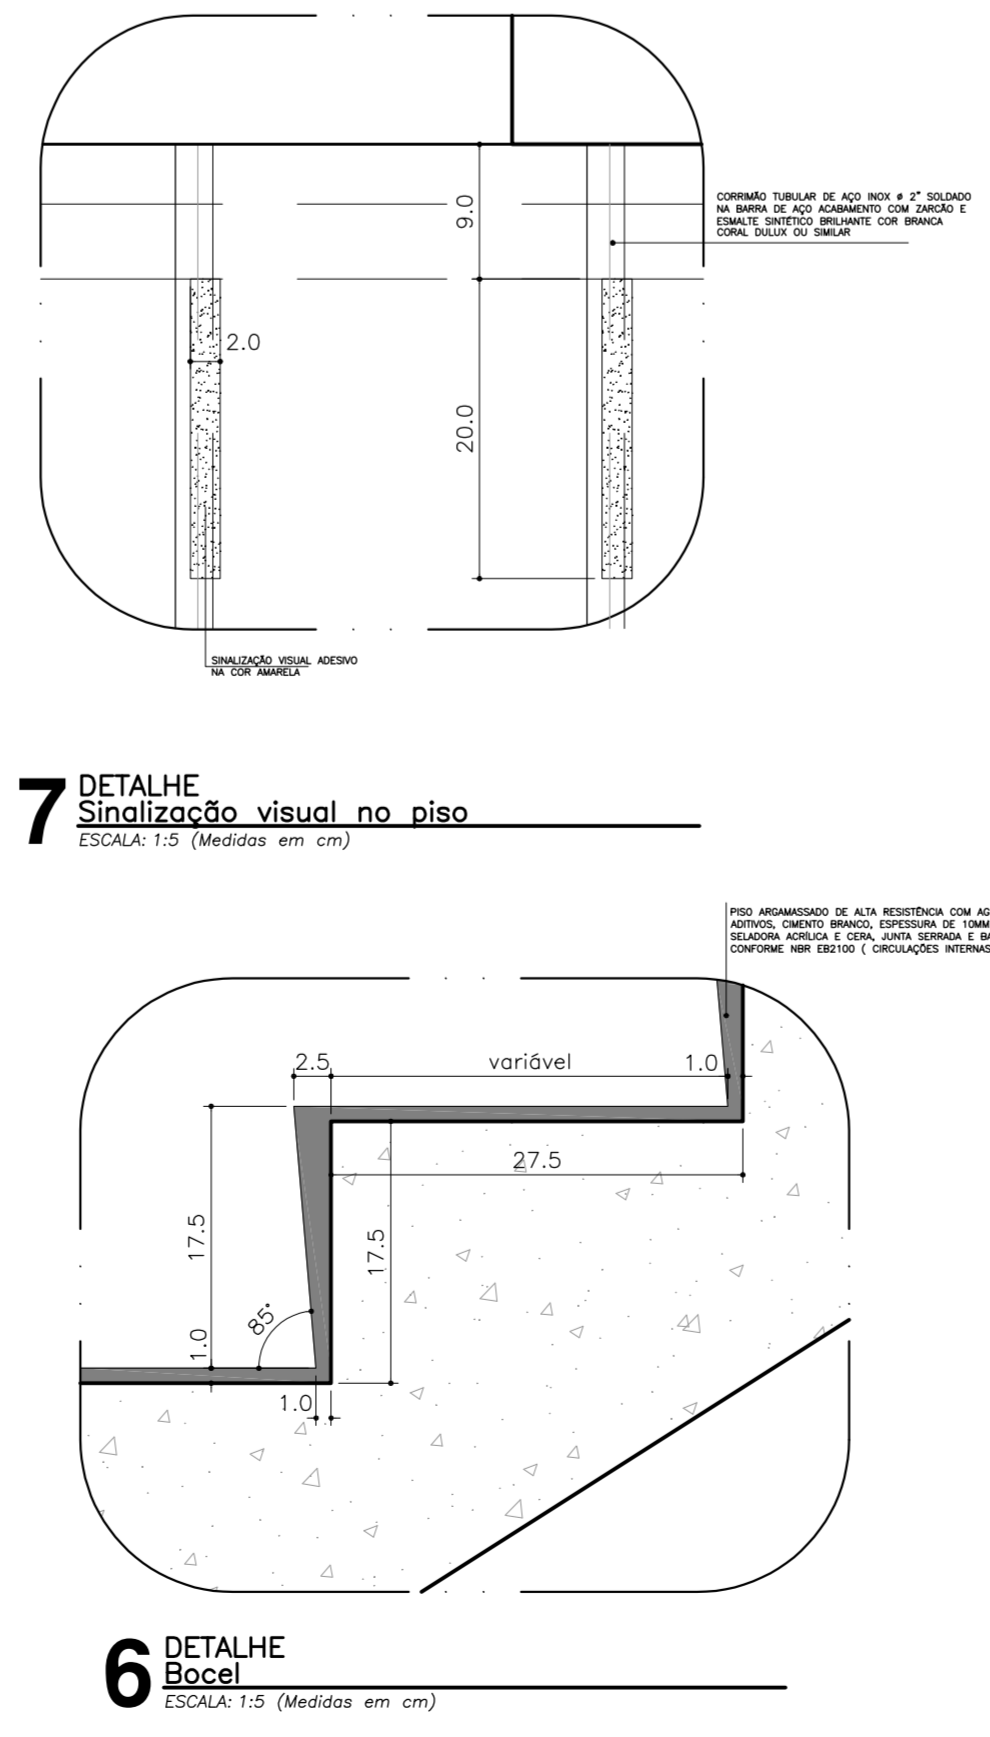 9.0
CORRIMÃO TUBULAR DE AÇO INOX ø 2" SOLDADO
NA BARRA DE AÇO ACABAMENTO COM ZARCÃO E
ESMALTE SINTÉTICO BRILHANTE COR BRANCA
CORAL DULUX OU SIMILAR
2.0
20.0
SINALIZAÇÃO VISUAL ADESIVO
NA COR AMARELA
7 DETALHE
Sinalização visual no piso
ESCALA: 1:5 (Medidas em cm)
PISO ARGAMASSADO DE ALTA RESISTÊNCIA COM AG
ADITIVOS, CIMENTO BRANCO, ESPESSURA DE 10MM
SELADORA ACRÍLICA E CERA, JUNTA SERRADA E BA
CONFORME NBR EB2100 ( CIRCULAÇÕES INTERNAS
2.5 variável 1.0
27.5
17.5
17.5
85°
1.0
1.0
6 DETALHE
Bocel
ESCALA: 1:5 (Medidas em cm)